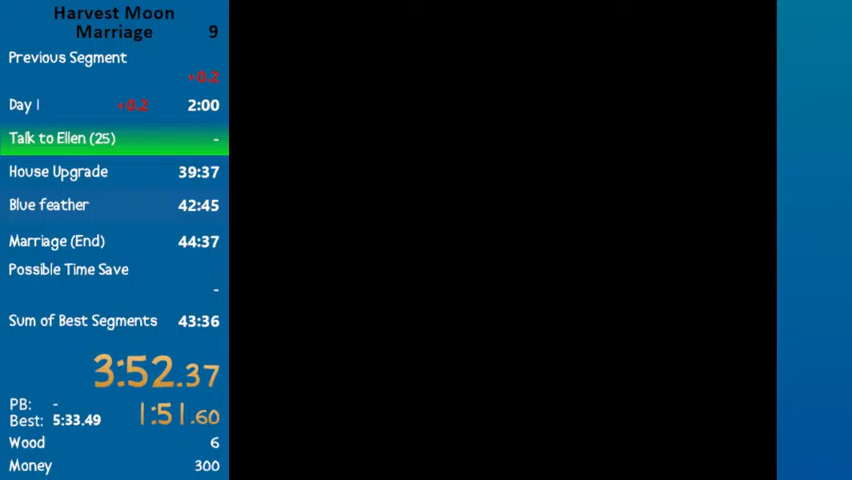 Harvest Moon
Marriage 9
Previous Segment
+0.2
Day 1 +0.2 2:00
Talk to Ellen (25) -
House Upgrade 39:37
Blue feather 42:45
Marriage (End) 44:37
Possible Time Save
-
Sum of Best Segments 43:36
3:52.37
PB: -
Best: 5:33.49 1:51.60
Wood 6
Money 300